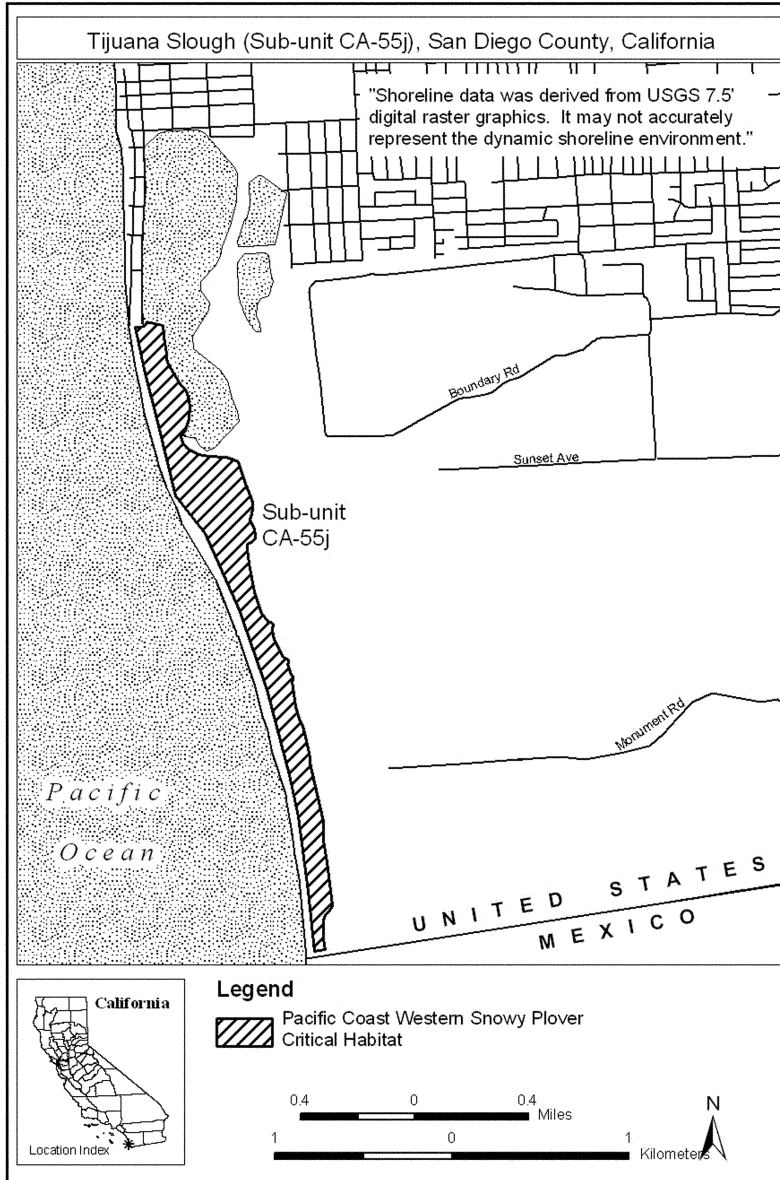 Tijuana Slough (Sub-unit CA-55j), San Diego County, California
"Shoreline data was derived from USGS 7.5'
digital raster graphics. It may not accurately
represent the dynamic shoreline environment."
Boundary Rd
Sunset Ave
Sub-unit
CA-55j
Monument Rd
Pacific
Ocean
UNITED STATES
MEXICO
California
Location Index
Legend
Pacific Coast Western Snowy Plover
Critical Habitat
0.4 0 0.4
Miles
1 0 1
Kilometers
N